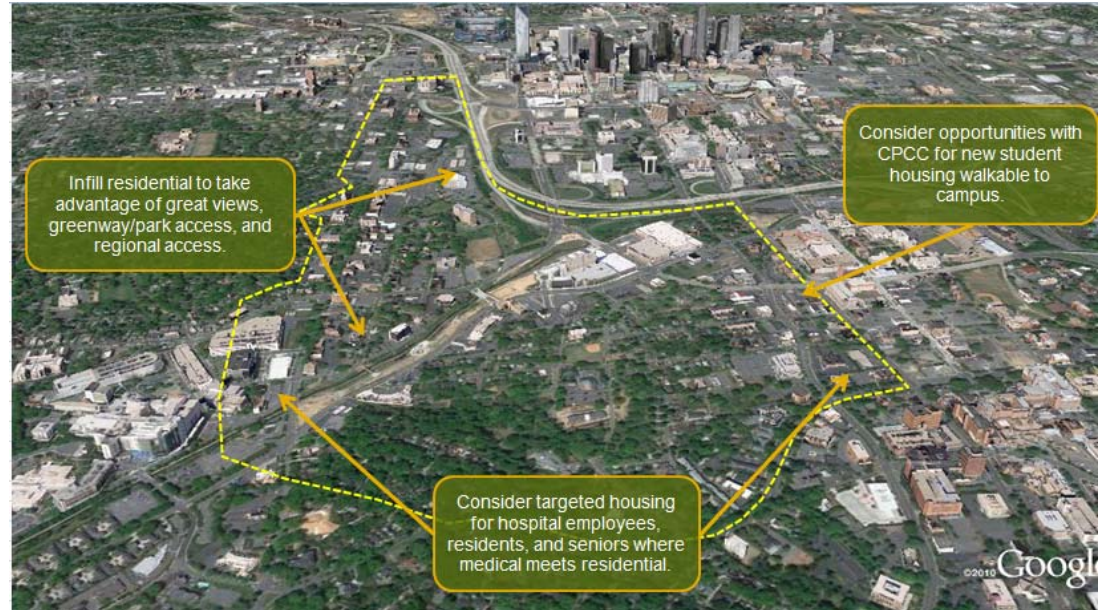 Consider opportunities with
CPCC for new student
housing walkable to
campus.
Infill residential to take
advantage of great views,
greenway/park access, and
regional access.
Consider targeted housing
for hospital employees,
residents, and seniors where
medical meets residential.
©2010 Google